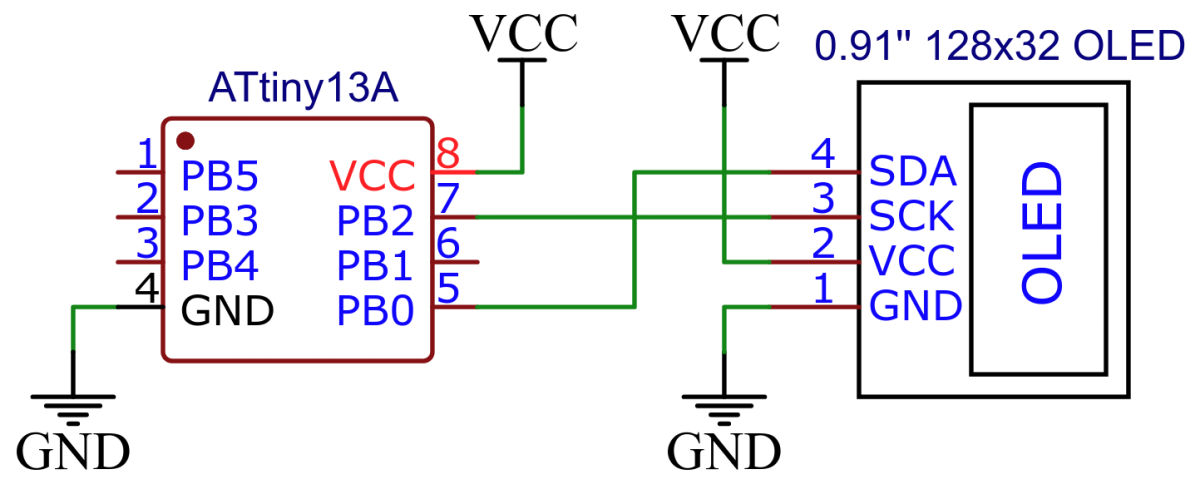 VCC
VCC
0.91" 128x32 OLED
ATtiny13A
1 PB5 VCC 8
2 PB3 PB2 7
3 PB4 PB1 6
4 GND PB0 5
4 SDA
3 SCK
2 VCC
1 GND
OLED
GND
GND